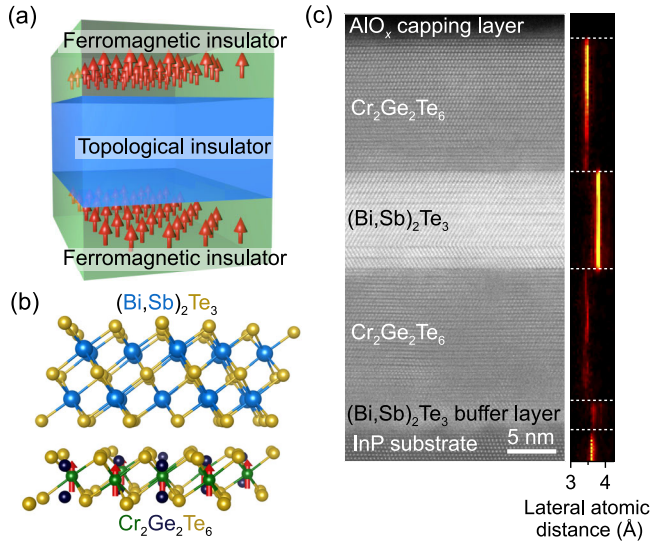 (a)
Ferromagnetic insulator
Topological insulator
Ferromagnetic insulator
(b)
(Bi,Sb)₂Te₃
Cr₂Ge₂Te₆
(c)
AlOₓ capping layer
Cr₂Ge₂Te₆
(Bi,Sb)₂Te₃
Cr₂Ge₂Te₆
(Bi,Sb)₂Te₃ buffer layer
InP substrate
5 nm
3 4
Lateral atomic
distance (Å)